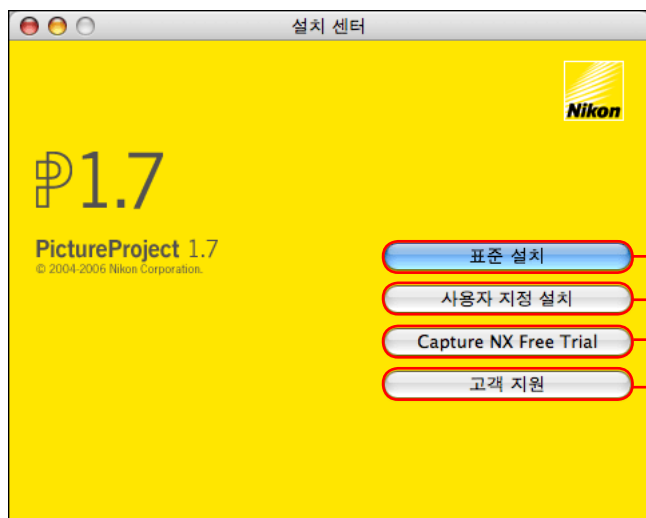 설치 센터
Nikon
P1.7
PictureProject 1.7
© 2004-2006 Nikon Corporation.
표준 설치
사용자 지정 설치
Capture NX Free Trial
고객 지원